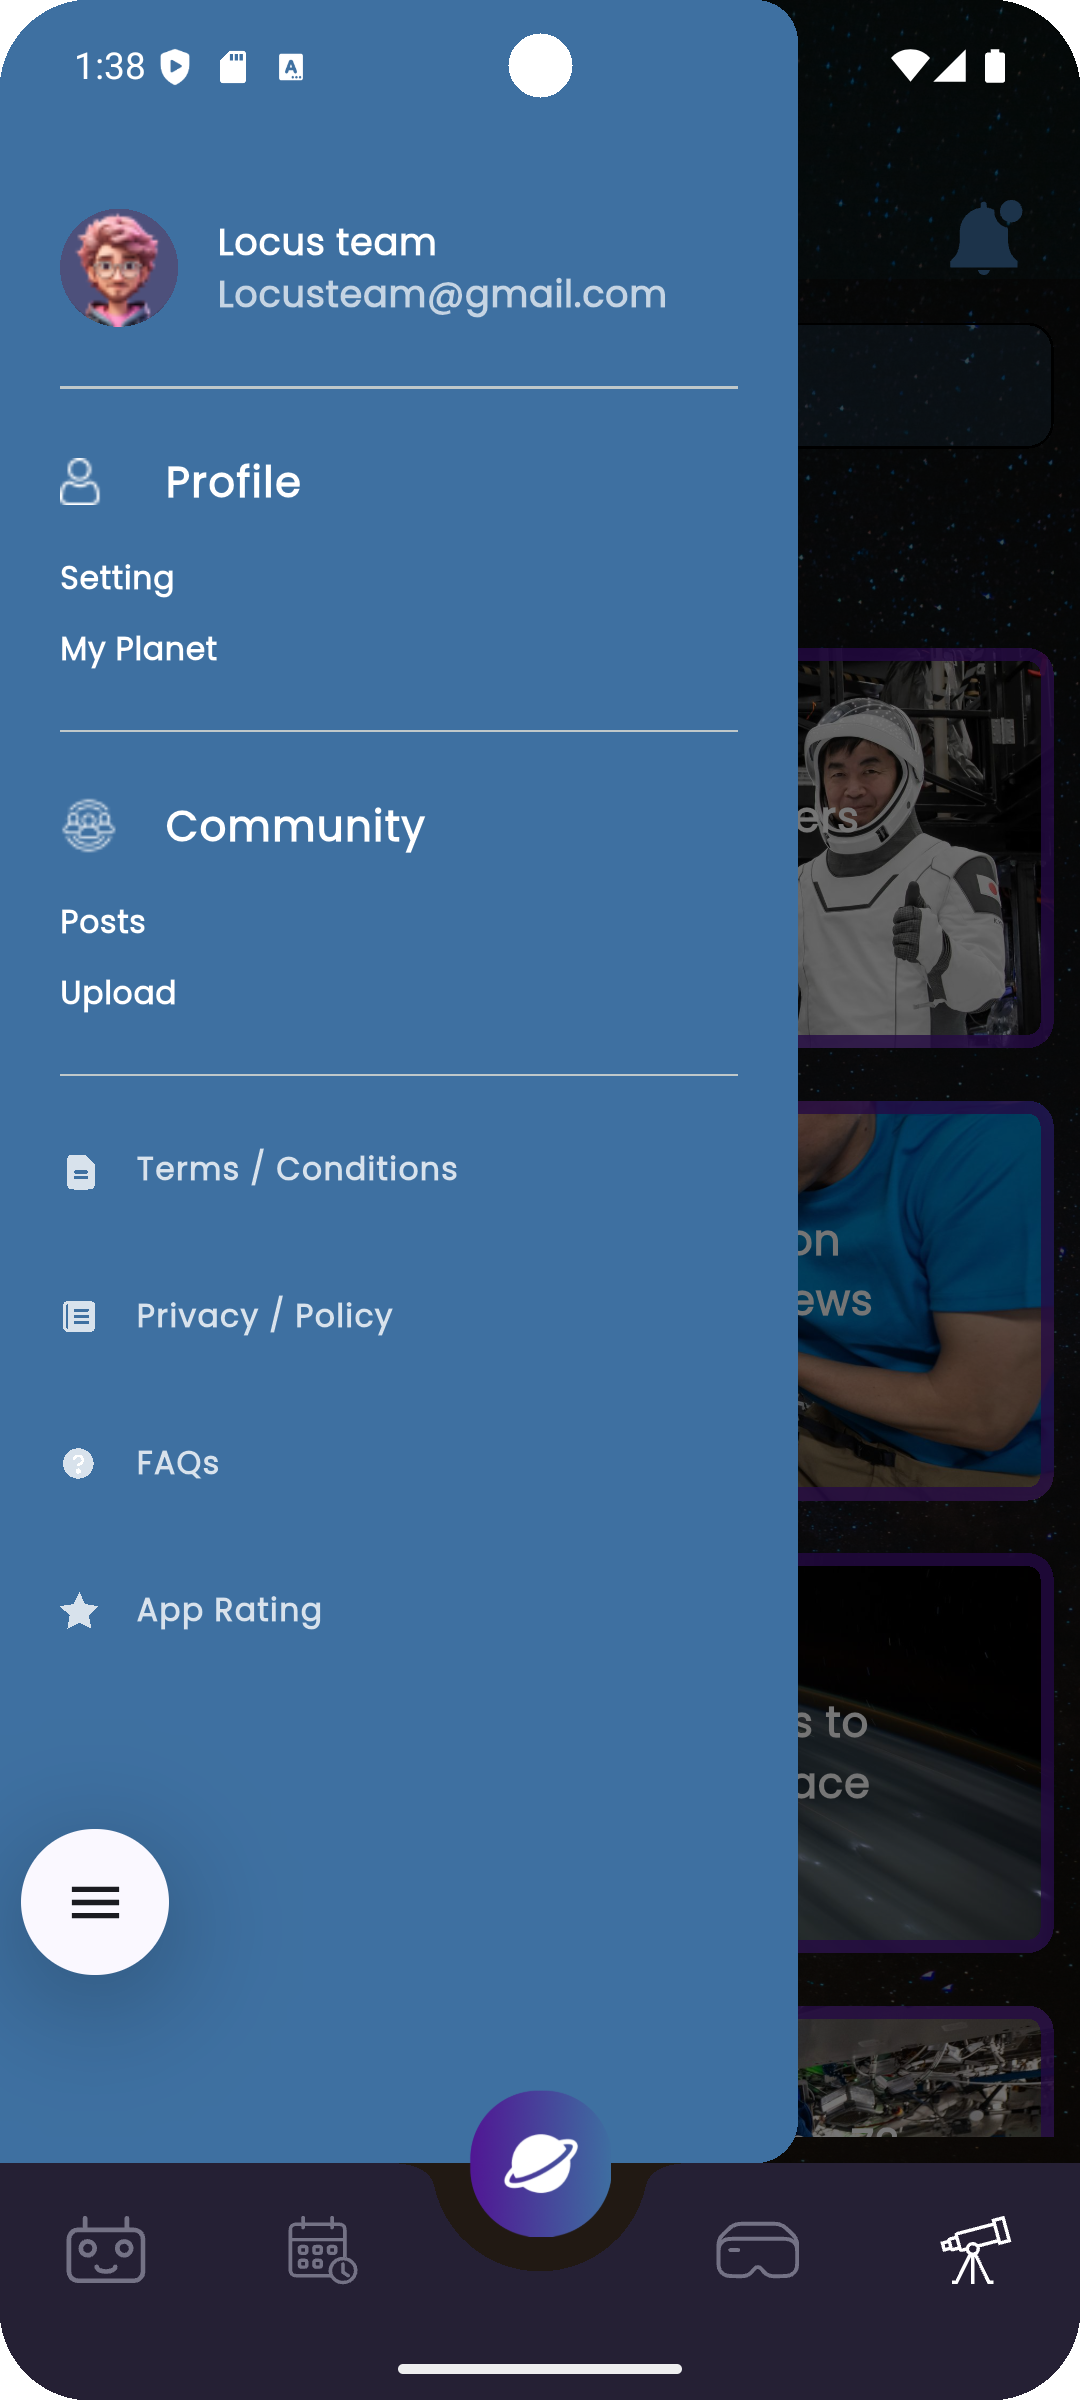 1:38
Locus team
Locusteam@gmail.com
Profile
Setting
My Planet
ers
Community
Posts
Upload
Terms / Conditions
on
ews
Privacy / Policy
FAQs
App Rating
s to
ace